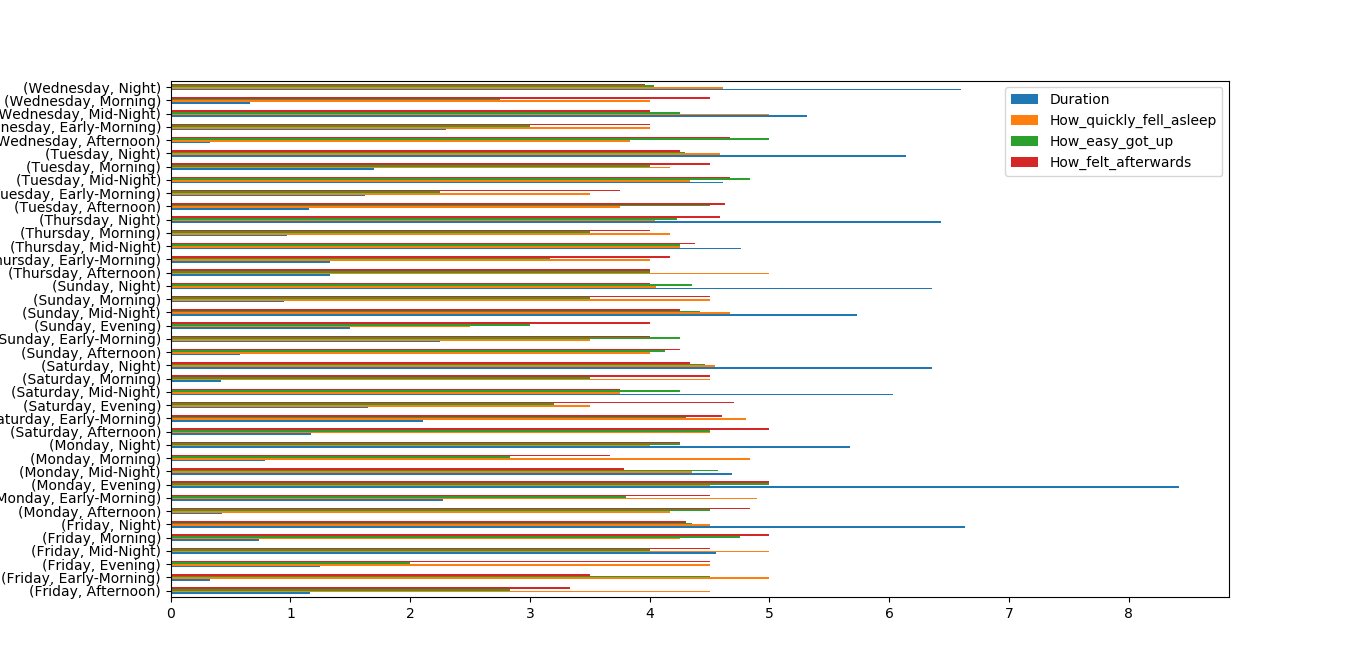 (Wednesday, Night)
(Wednesday, Morning)
Wednesday, Mid-Night)
nesday, Early-Morning)
Wednesday, Afternoon)
(Tuesday, Night)
(Tuesday, Morning)
(Tuesday, Mid-Night)
uesday, Early-Morning)
(Tuesday, Afternoon)
(Thursday, Night)
(Thursday, Morning)
(Thursday, Mid-Night)
hursday, Early-Morning)
(Thursday, Afternoon)
(Sunday, Night)
(Sunday, Morning)
(Sunday, Mid-Night)
(Sunday, Evening)
Sunday, Early-Morning)
(Sunday, Afternoon)
(Saturday, Night)
(Saturday, Morning)
(Saturday, Mid-Night)
(Saturday, Evening)
aturday, Early-Morning)
(Saturday, Afternoon)
(Monday, Night)
(Monday, Morning)
(Monday, Mid-Night)
(Monday, Evening)
Monday, Early-Morning)
(Monday, Afternoon)
(Friday, Night)
(Friday, Morning)
(Friday, Mid-Night)
(Friday, Evening)
(Friday, Early-Morning)
(Friday, Afternoon)
0 1 2 3 4 5 6 7 8
Duration
How_quickly_fell_asleep
How_easy_got_up
How_felt_afterwards